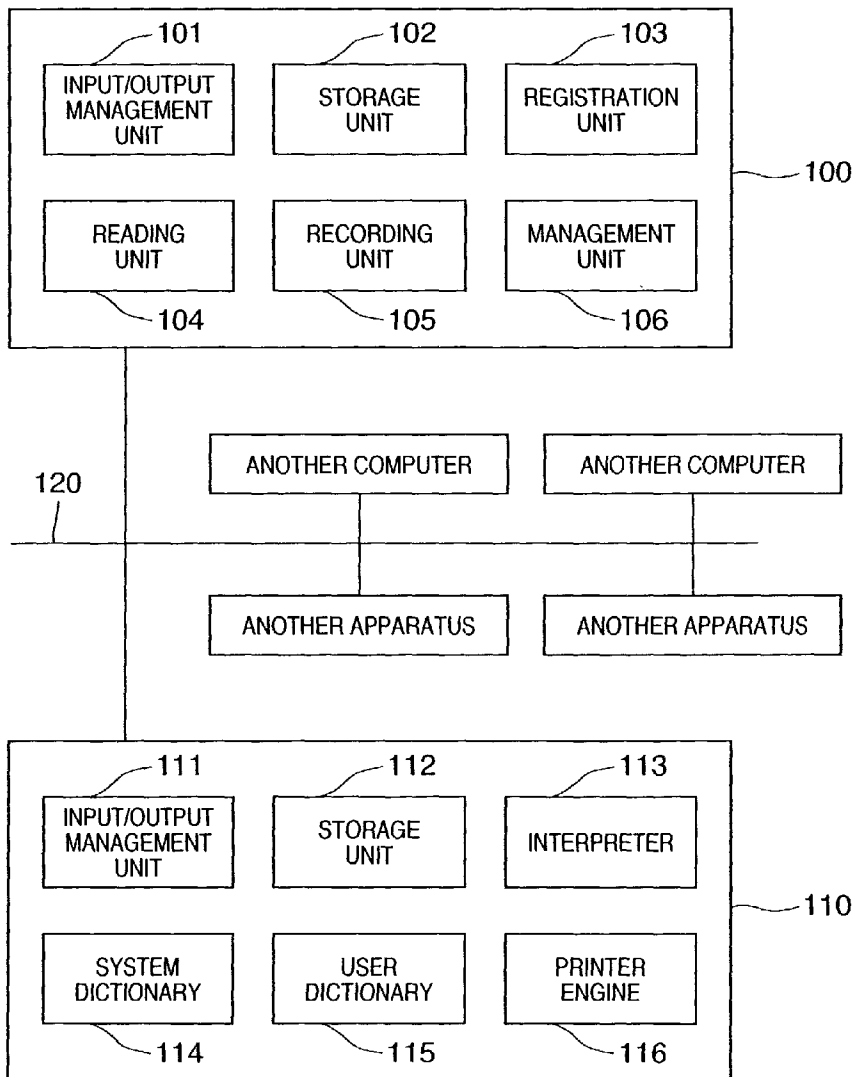 101
102
103
INPUT/OUTPUT
MANAGEMENT
UNIT
STORAGE
UNIT
REGISTRATION
UNIT
100
READING
UNIT
RECORDING
UNIT
MANAGEMENT
UNIT
104
105
106
ANOTHER COMPUTER
ANOTHER COMPUTER
120
ANOTHER APPARATUS
ANOTHER APPARATUS
111
112
113
INPUT/OUTPUT
MANAGEMENT
UNIT
STORAGE
UNIT
INTERPRETER
110
SYSTEM
DICTIONARY
USER
DICTIONARY
PRINTER
ENGINE
114
115
116